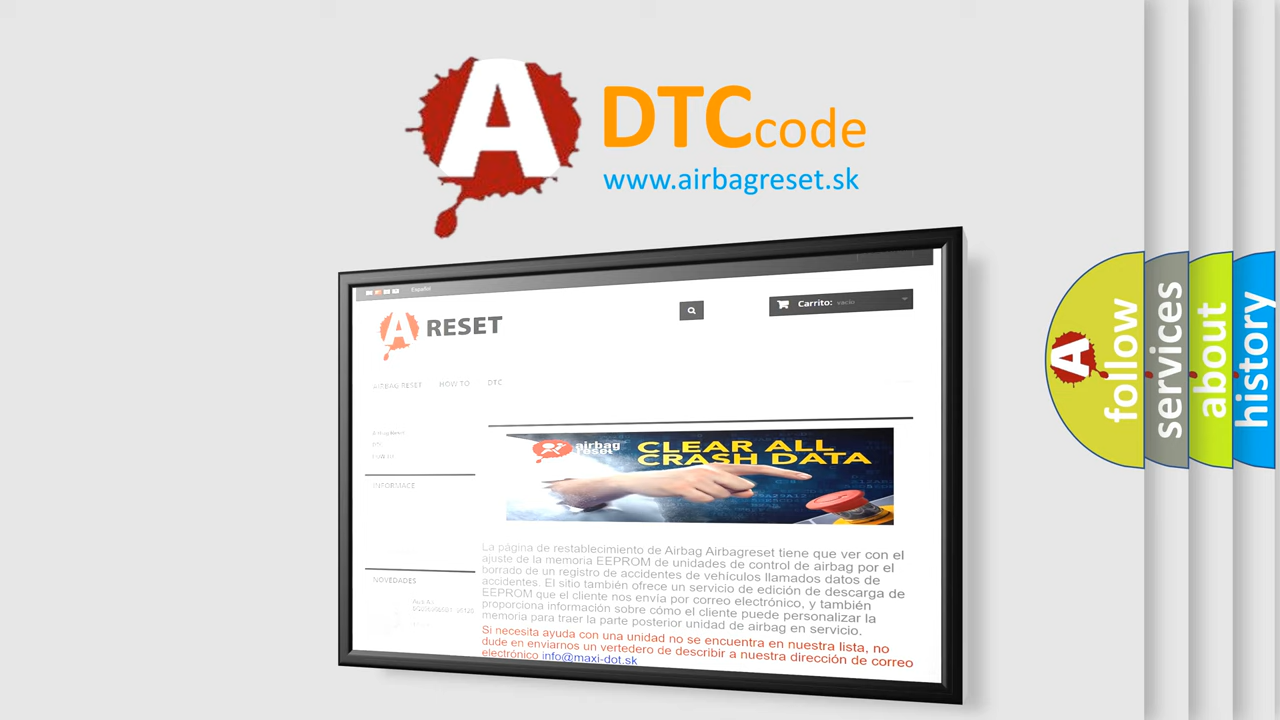 A
DTC code
www.airbagreset.sk
Español
A RESET
Carrito: vacío
AIRBAG RESET HOW TO DTC
Airbag Reset
DTC
INFORMACE
airbag
reset
CLEAR ALL
CRASH DATA
La página de restablecimiento de Airbag Airbagreset tiene que ver con el
ajuste de la memoria EEPROM de unidades de control de airbag por el
borrado de un registro de accidentes de vehículos llamados datos de
accidentes. El sitio también ofrece un servicio de edición de descarga de
EEPROM que el cliente nos envía por correo electrónico, y también
proporciona información sobre cómo el cliente puede personalizar la
memoria para traer la parte posterior unidad de airbag en servicio.
NOVEDADES
Si necesita ayuda con una unidad no se encuentra en nuestra lista, no
dude en enviarnos un vertedero de describir a nuestra dirección de correo
electrónico info@maxi-dot.sk
A
follow
services
about
history